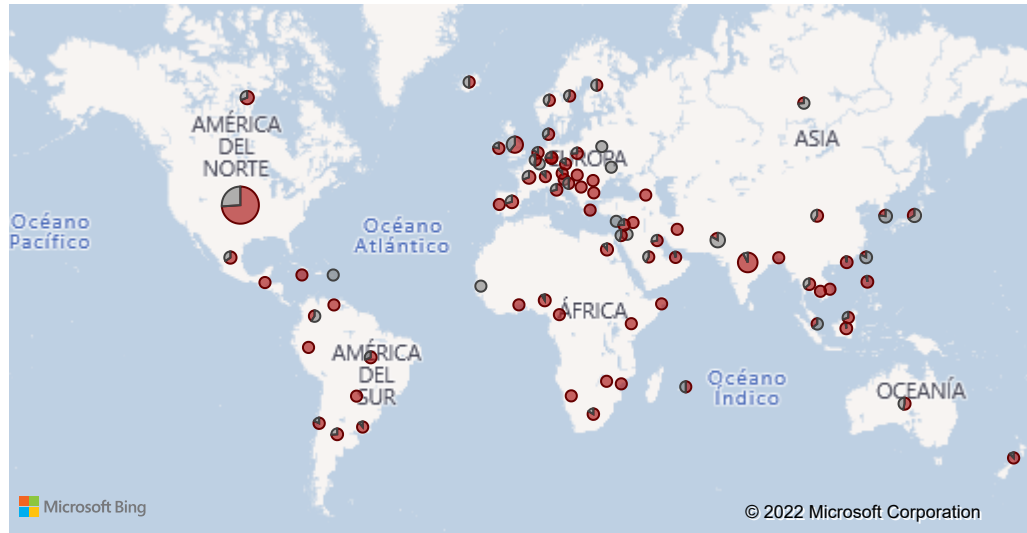 AMÉRICA
DEL
NORTE
EUROPA
ASIA
Océano
Pacífico
Océano
Atlántico
ÁFRICA
AMÉRICA
DEL
SUR
Océano
Índico
OCEANÍA
Microsoft Bing
© 2022 Microsoft Corporation